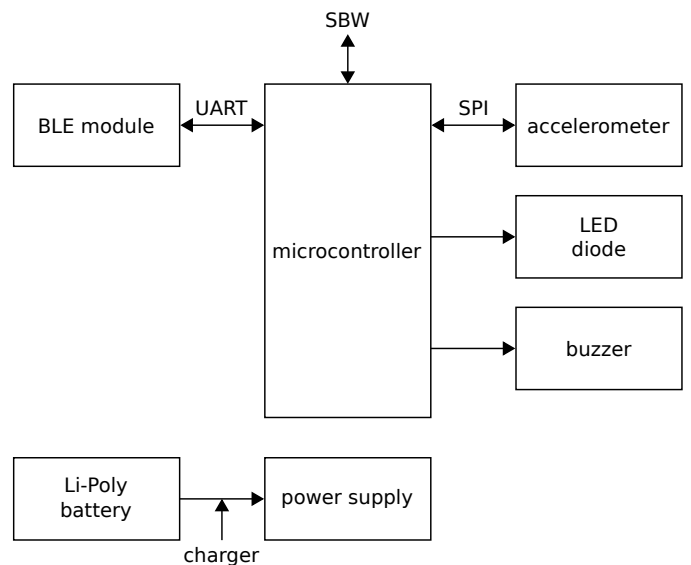 SBW
BLE module
UART
microcontroller
SPI
accelerometer
LED
diode
buzzer
Li-Poly
battery
charger
power supply